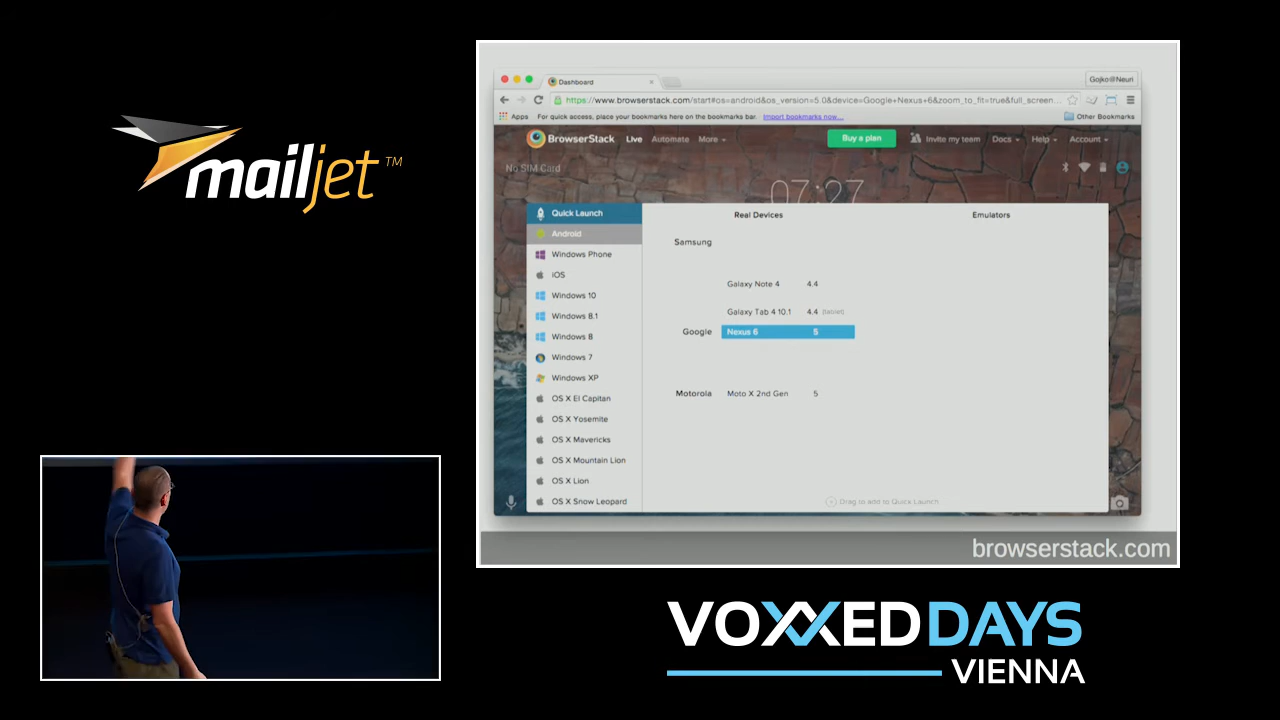 mailjet™
Dashboard
Gojko@Neuri
https://www.browserstack.com/start#os=android&os_version=5.0&device=Google+Nexus+6&zoom_to_fit=true&full_screen...
Apps
For quick access, place your bookmarks here on the bookmarks bar.
Import bookmarks now...
Other Bookmarks
BrowserStack
Live
Automate
More
Buy a plan
Invite my team
Docs
Help
Account
No SIM Card
07:27
Quick Launch
Real Devices
Emulators
Android
Samsung
Windows Phone
iOS
Galaxy Note 4 4.4
Windows 10
Galaxy Tab 4 10.1 4.4 (tablet)
Windows 8.1
Google Nexus 6 5
Windows 8
Windows 7
Windows XP
Motorola Moto X 2nd Gen 5
OS X El Capitan
OS X Yosemite
OS X Mavericks
OS X Mountain Lion
OS X Lion
OS X Snow Leopard
Drag to add to Quick Launch
browserstack.com
VOXXED DAYS
VIENNA